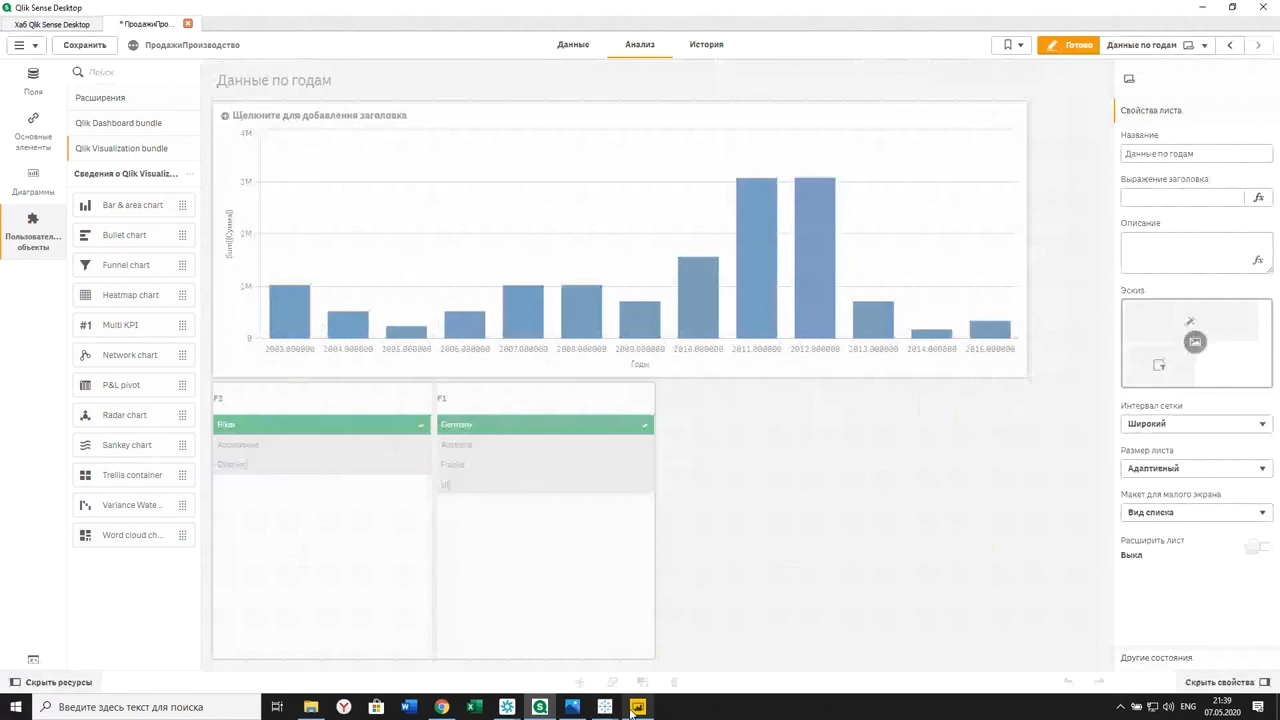 Qlik Sense Desktop
Хаб Qlik Sense Desktop
* ПродажиПро...
Сохранить
ПродажиПроизводство
Данные
Анализ
История
Готово
Данные по годам
Поля
Основные элементы
Диаграммы
Пользовател... объекты
Поиск
Расширения
Qlik Dashboard bundle
Qlik Visualization bundle
Сведения о Qlik Visualiz... ...
Bar & area chart
Bullet chart
Funnel chart
Heatmap chart
#1 Multi KPI
Network chart
P&L pivot
Radar chart
Sankey chart
Trellis container
Variance Wate...
Word cloud ch...
Данные по годам
Щелкните для добавления заголовка
4M
3M
2M
1M
0
Sum([Сумма])
2003.000000 2004.000000 2005.000000 2006.000000 2007.000000 2008.000000 2009.000000 2010.000000 2011.000000 2012.000000 2013.000000 2014.000000 2015.000000
Годы
F2
Bikes
F1
Germany
Свойства листа
Название
Данные по годам
Выражение заголовка
fx
Описание
fx
Эскиз
Интервал сетки
Широкий
Размер листа
Адаптивный
Макет для малого экрана
Вид списка
Расширить лист
Выкл
Другие состояния
Скрыть ресурсы
Скрыть свойства
Введите здесь текст для поиска
21:39
07.05.2020